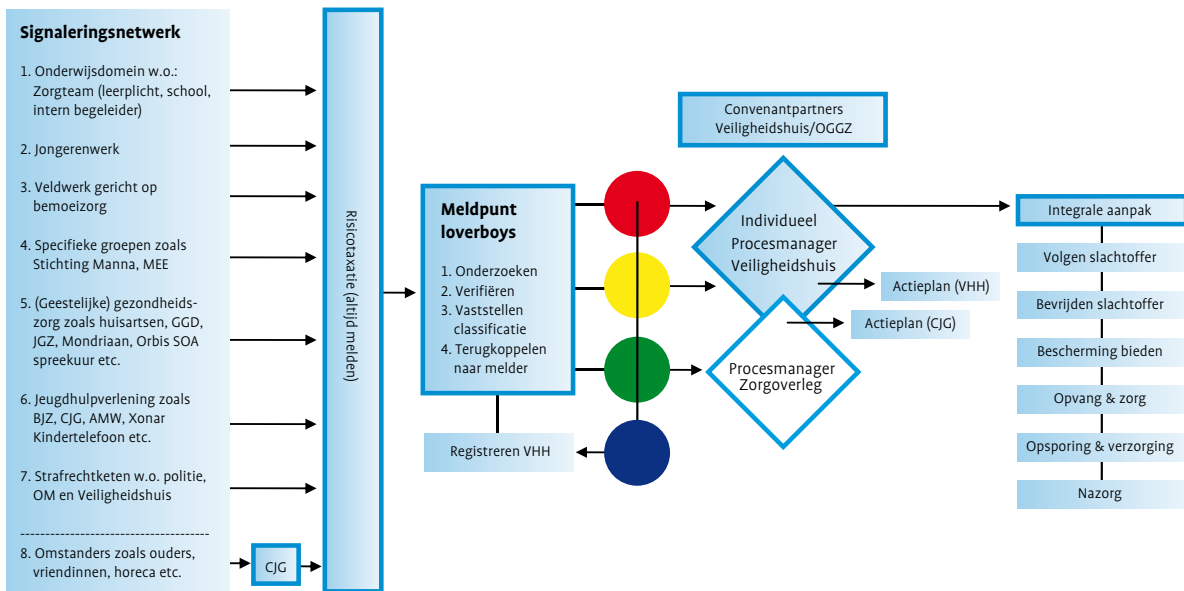 Signaleringsnetwerk
1. Onderwijsdomein w.o.:
Zorgteam (leerplicht, school,
intern begeleider)
2. Jongerenwerk
3. Veldwerk gericht op
bemoeizorg
4. Specifieke groepen zoals
Stichting Manna, MEE
5. (Geestelijke) gezondheids-
zorg zoals huisartsen, GGD,
JGZ, Mondriaan, Orbis SOA
spreekuur etc.
6. Jeugdhulpverlening zoals
BJZ, CJG, AMW, Xonar
Kindertelefoon etc.
7. Strafrechtketen w.o. politie,
OM en Veiligheidshuis
--------------------------------------
8. Omstanders zoals ouders,
vriendinnen, horeca etc.
CJG
Risicotaxatie (altijd melden)
Meldpunt
loverboys
1. Onderzoeken
2. Verifiëren
3. Vaststellen
classificatie
4. Terugkoppelen
naar melder
Registreren VHH
Convenantpartners
Veiligheidshuis/OGGZ
Individueel
Procesmanager
Veiligheidshuis
Actieplan (VHH)
Actieplan (CJG)
Procesmanager
Zorgoverleg
Integrale aanpak
Volgen slachtoffer
Bevrijden slachtoffer
Bescherming bieden
Opvang & zorg
Opsporing & verzorging
Nazorg